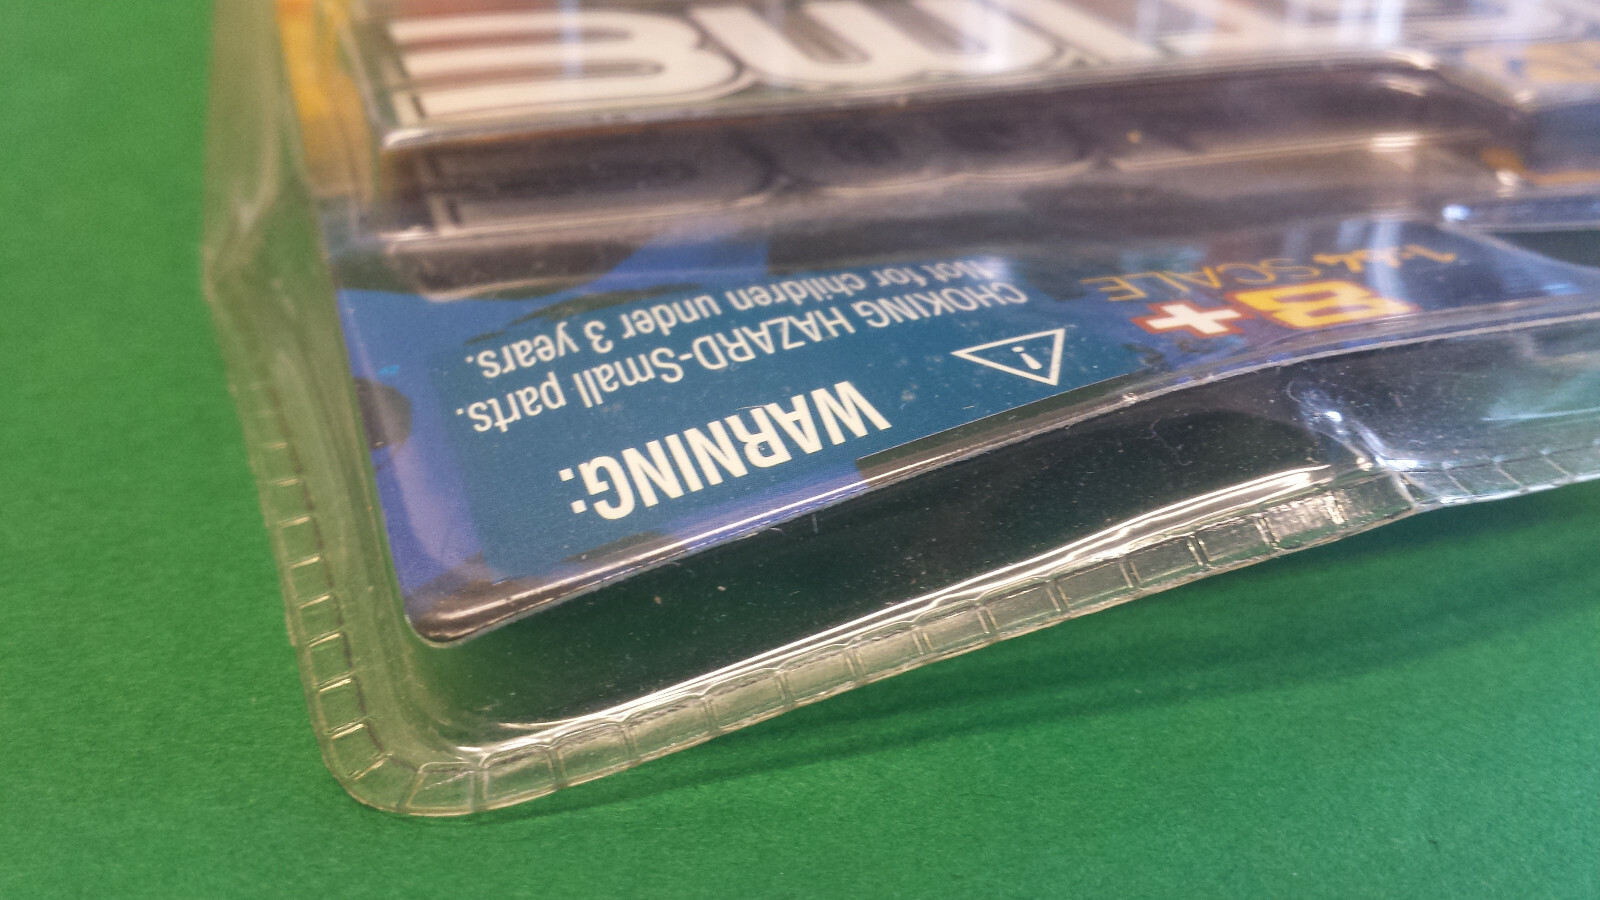 WARNING:
CHOKING HAZARD-Small parts.
Not for children under 3 years.
8+
1:64 SCALE